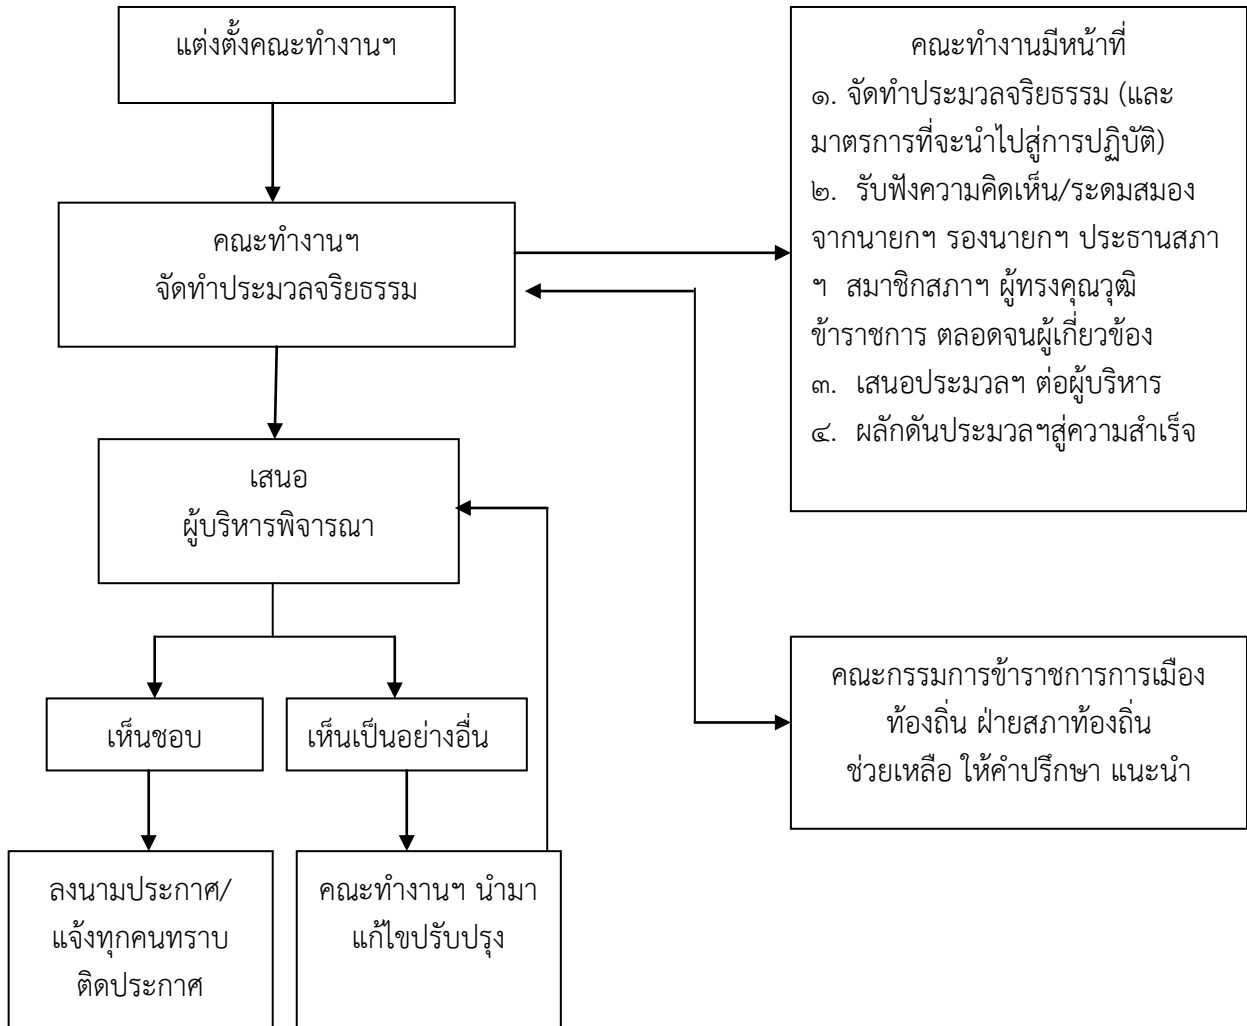 แต่งตั้งคณะทำงานฯ
คณะทำงานฯ
จัดทำประมวลจริยธรรม
คณะทำงานมีหน้าที่
๑. จัดทำประมวลจริยธรรม (และ
มาตรการที่จะนำไปสู่การปฏิบัติ)
๒. รับฟังความคิดเห็น/ระดมสมอง
จากนายกฯ รองนายกฯ ประธานสภา
ฯ สมาชิกสภาฯ ผู้ทรงคุณวุฒิ
ข้าราชการ ตลอดจนผู้เกี่ยวข้อง
๓. เสนอประมวลฯ ต่อผู้บริหาร
๔. ผลักดันประมวลฯสู่ความสำเร็จ
เสนอ
ผู้บริหารพิจารณา
คณะกรรมการข้าราชการการเมือง
ท้องถิ่น ฝ่ายสภาท้องถิ่น
ช่วยเหลือ ให้คำปรึกษา แนะนำ
เห็นชอบ
เห็นเป็นอย่างอื่น
ลงนามประกาศ/
แจ้งทุกคนทราบ
ติดประกาศ
คณะทำงานฯ นำมา
แก้ไขปรับปรุง